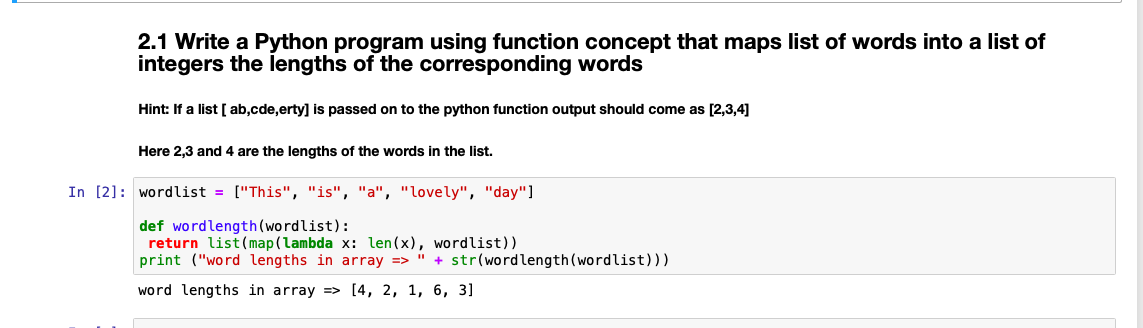 2.1 Write a Python program using function concept that maps list of words into a list of
integers the lengths of the corresponding words
Hint: If a list [ ab,cde,erty] is passed on to the python function output should come as [2,3,4]
Here 2,3 and 4 are the lengths of the words in the list.
In [2]: wordlist = ["This", "is", "a", "lovely", "day"]
def wordlength(wordlist):
 return list(map(lambda x: len(x), wordlist))
print ("word lengths in array => " + str(wordlength(wordlist)))
word lengths in array => [4, 2, 1, 6, 3]